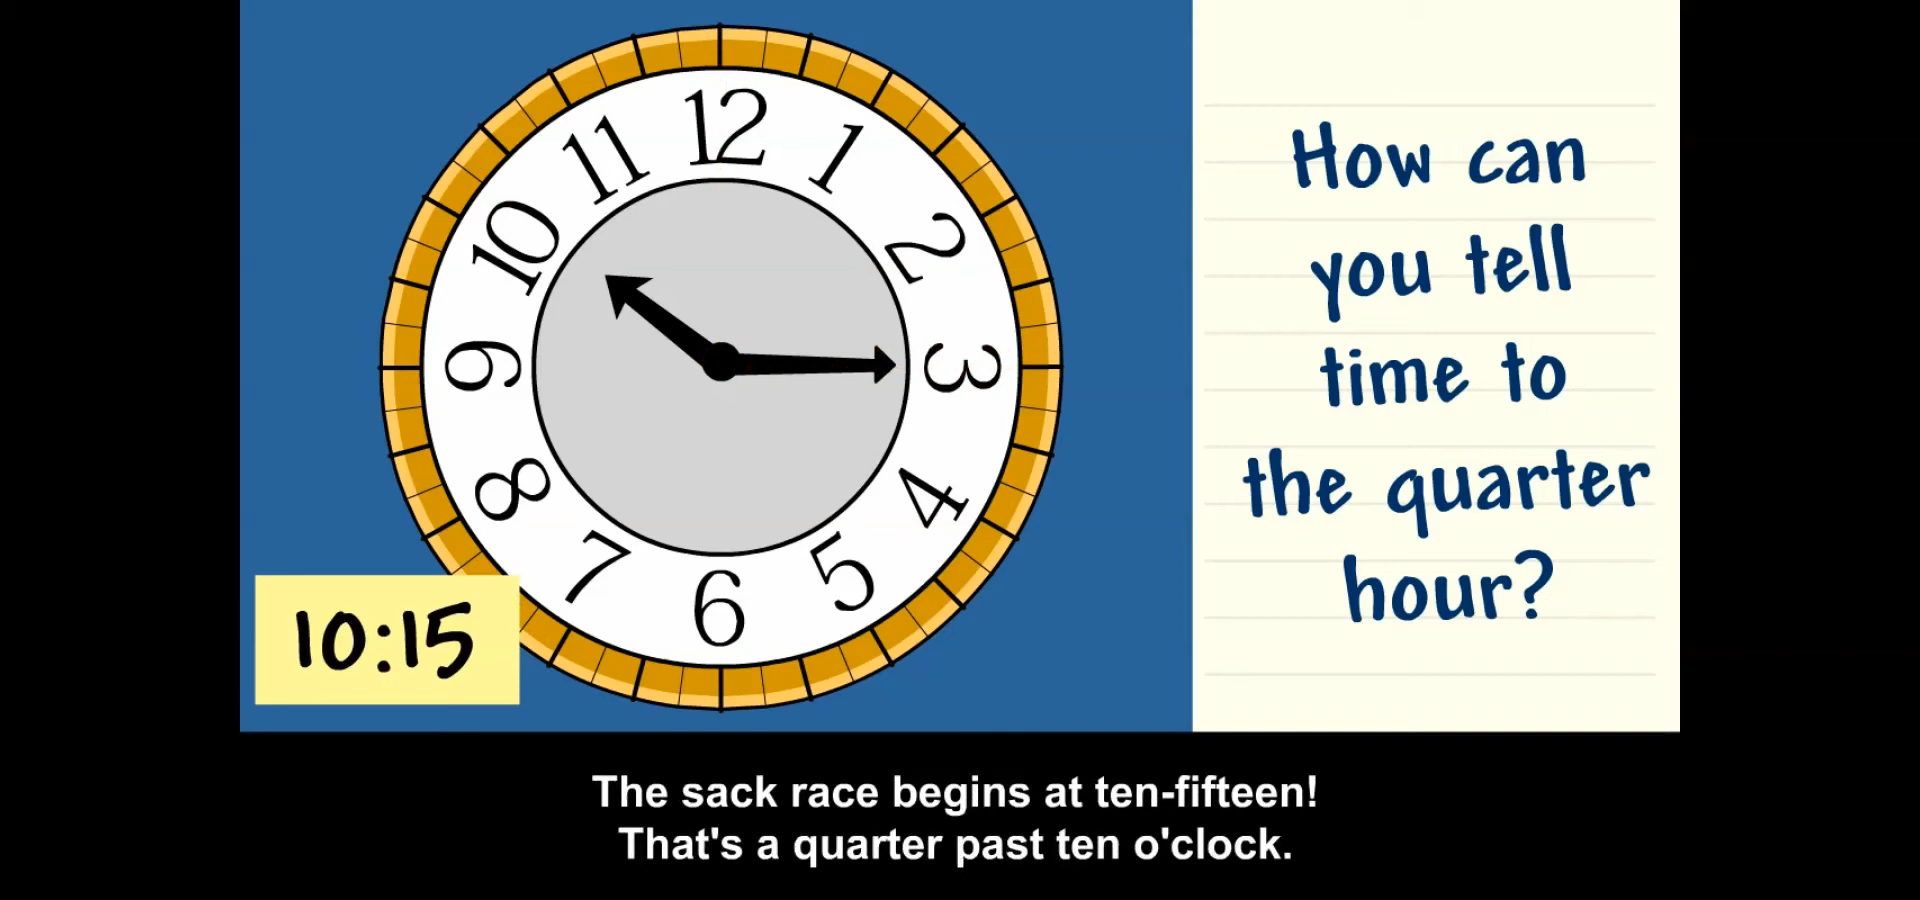 12
1
2
3
4
5
6
7
8
9
10
11
10:15
How can
you tell
time to
the quarter
hour?
The sack race begins at ten-fifteen!
That's a quarter past ten o'clock.